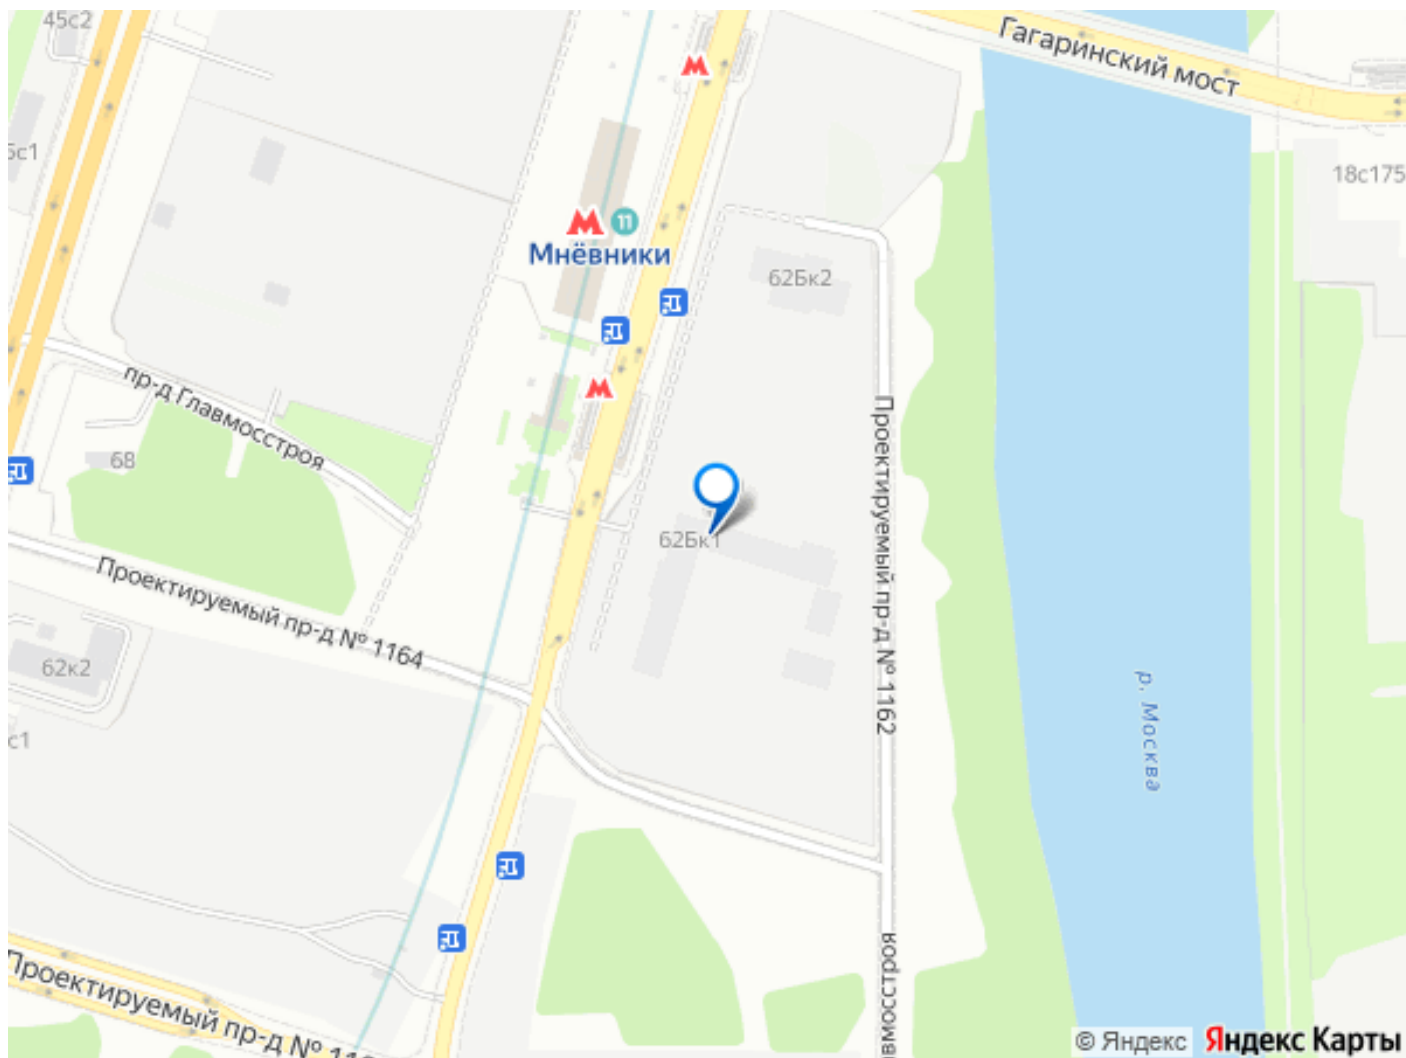 45с2
Гагаринский мост
5с1
18с175
М
М
11
Мнёвники
62Бк2
М
пр-д Главмосстроя
68
Проектируемый пр-д № 1162
62Бк1
Проектируемый пр-д № 1164
62к2
с1
р. Москва
Проектируемый пр-д № 11
вмосстроя
© Яндекс
Яндекс Карты